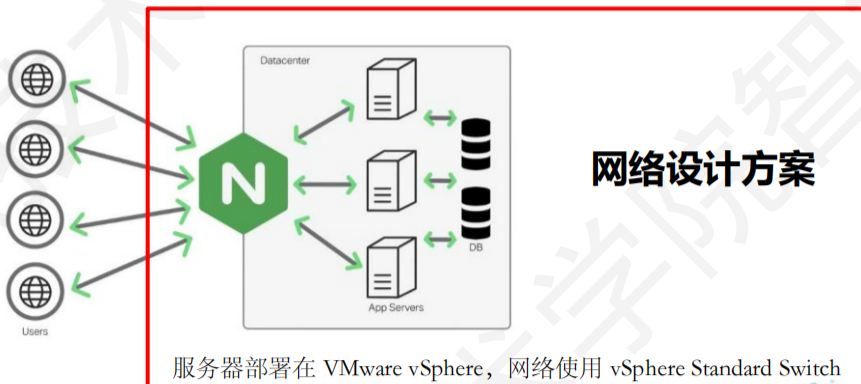 Datacenter
N
网络设计方案
DB
App Servers
Users
服务器部署在 VMware vSphere，网络使用 vSphere Standard Switch